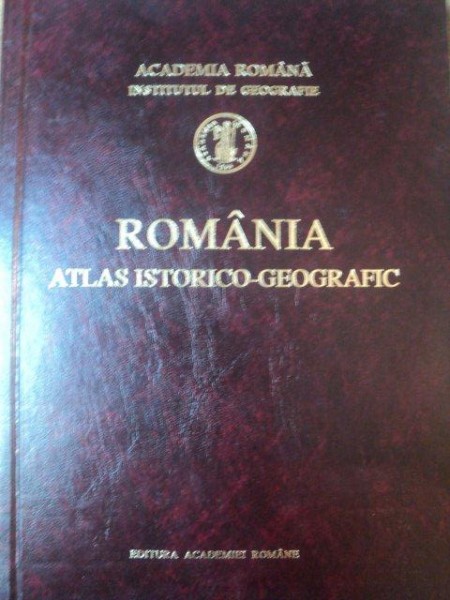 ACADEMIA ROMÂNĂ
INSTITUTUL DE GEOGRAFIE
ROMÂNIA
ATLAS ISTORICO-GEOGRAFIC
EDITURA ACADEMIEI ROMÂNE